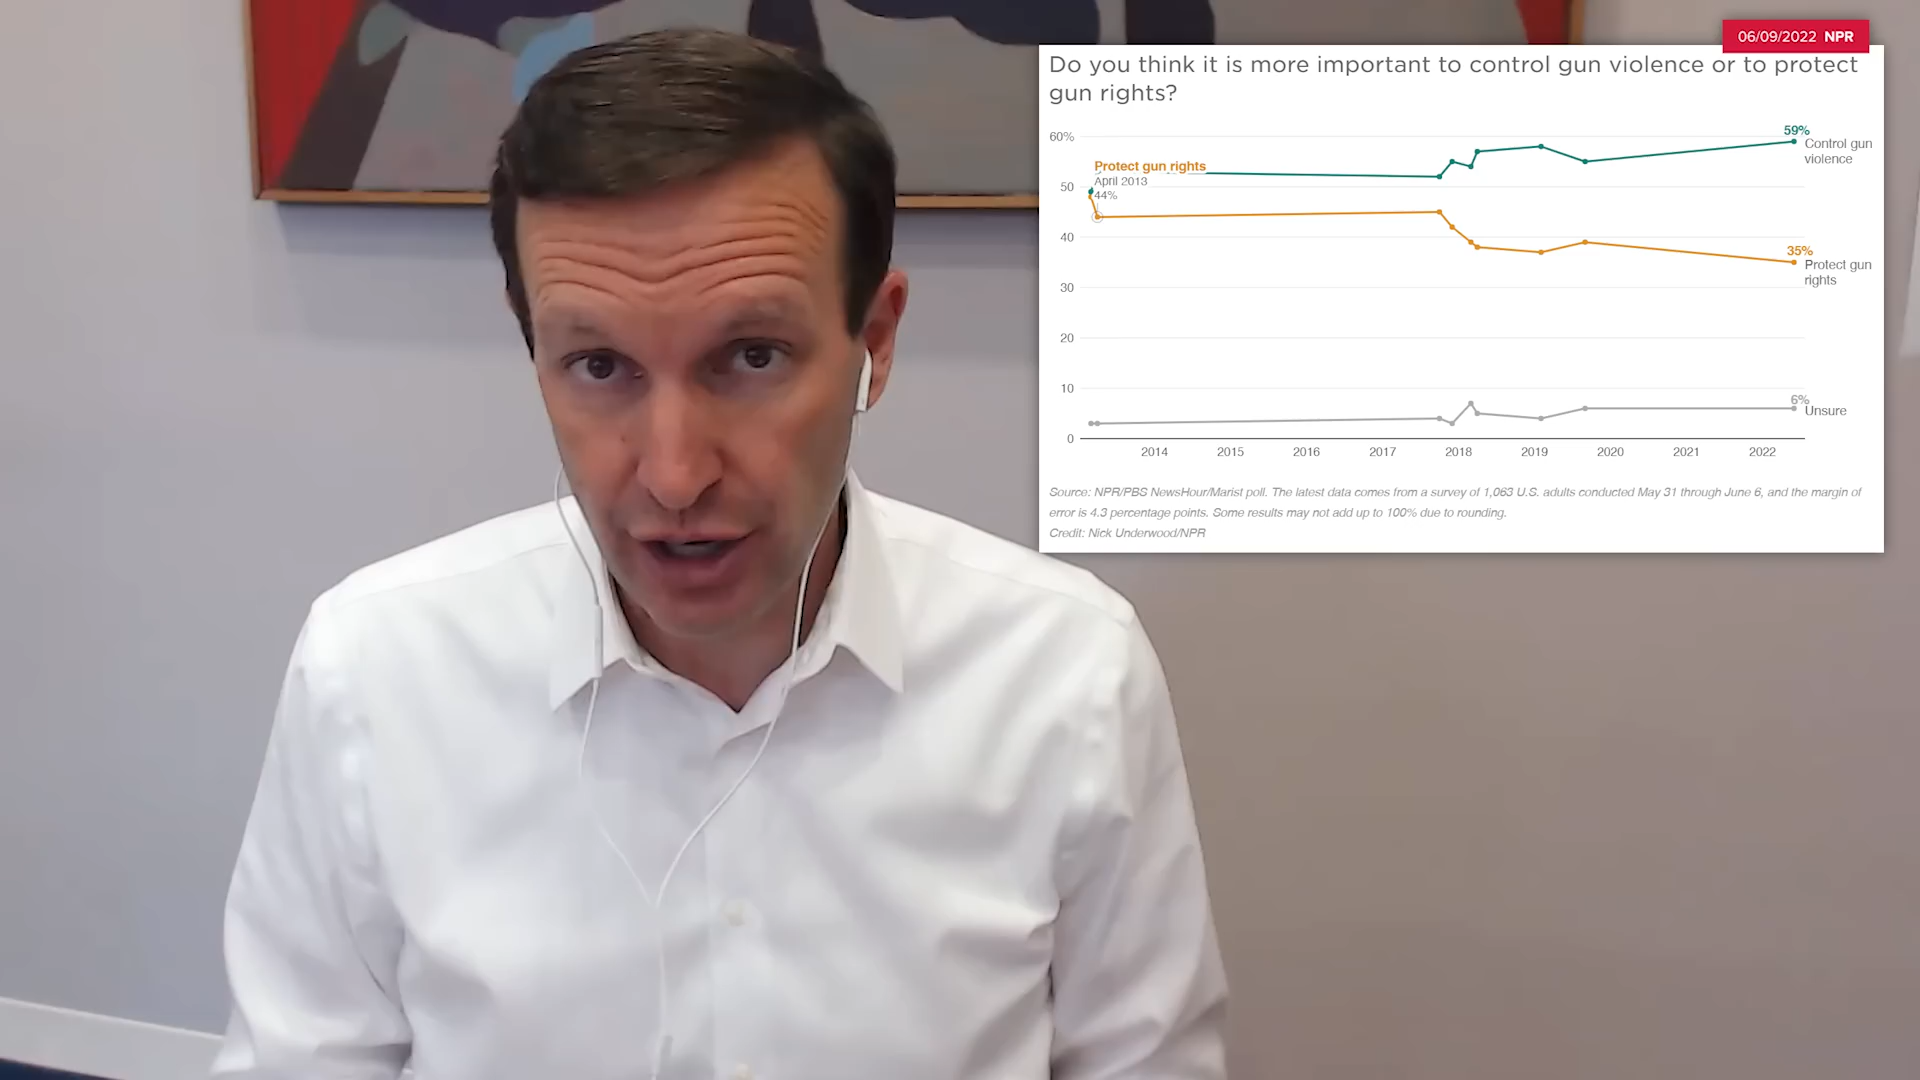 06/09/2022 NPR
Do you think it is more important to control gun violence or to protect
gun rights?
60%
50
40
30
20
10
0
Protect gun rights
April 2013
44%
59%
Control gun
violence
35%
Protect gun
rights
6%
Unsure
2014 2015 2016 2017 2018 2019 2020 2021 2022
Source: NPR/PBS NewsHour/Marist poll. The latest data comes from a survey of 1,063 U.S. adults conducted May 31 through June 6, and the margin of
error is 4.3 percentage points. Some results may not add up to 100% due to rounding.
Credit: Nick Underwood/NPR